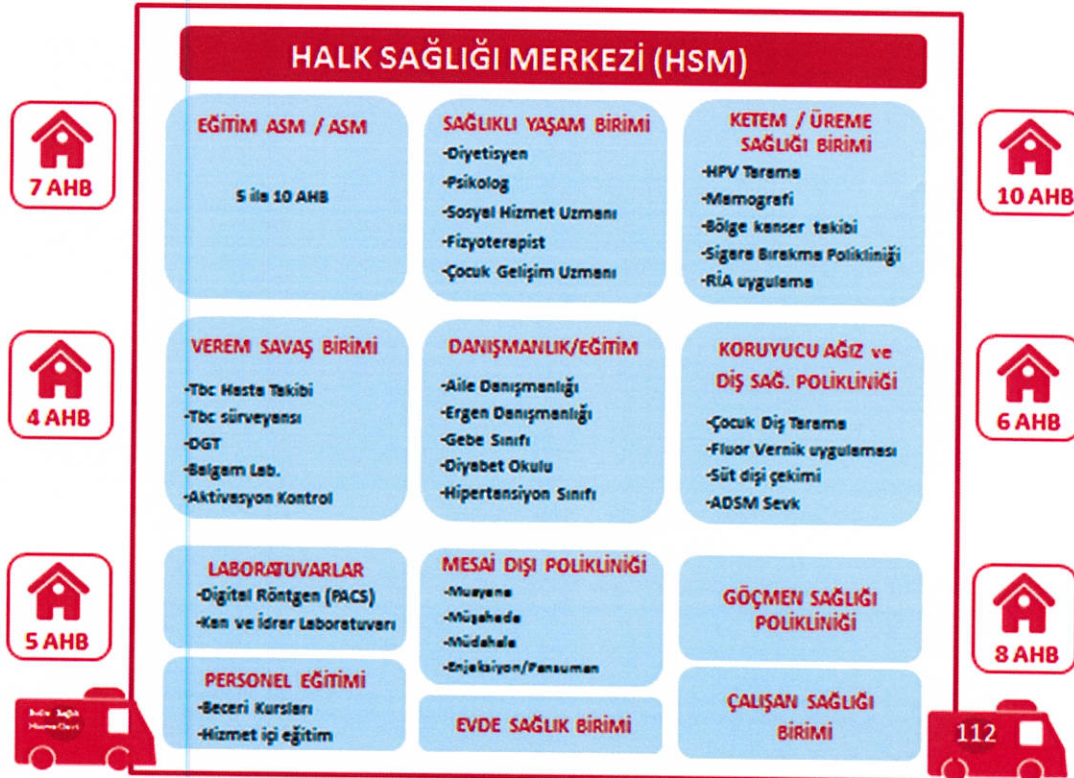 HALK SAĞLIĞI MERKEZİ (HSM)
7 AHB
4 AHB
5 AHB
EĞİTİM ASM / ASM
5 ila 10 AHB
SAĞLIKLI YAŞAM BİRİMİ
-Diyetisyen
-Psikolog
-Sosyal Hizmet Uzmanı
-Fizyoterapist
-Çocuk Gelişim Uzmanı
KETEM / ÜREME
SAĞLIĞI BİRİMİ
-HPV Tarama
-Mamografi
-Bölge kanser takibi
-Sigara Bırakma Polikliniği
-RİA uygulama
VEREM SAVAŞ BİRİMİ
-Tbc Hasta Takibi
-Tbc sürveyansı
-DGT
-Balgam Lab.
-Aktivasyon Kontrol
DANIŞMANLIK/EĞİTİM
-Aile Danışmanlığı
-Ergen Danışmanlığı
-Gebe Sınıfı
-Diyabet Okulu
-Hipertansiyon Sınıfı
KORUYUCU AĞIZ ve
DİŞ SAĞ. POLİKLİNİĞİ
-Çocuk Diş Tarama
-Fluor Vernik uygulaması
-Süt dişi çekimi
-ADSM Sevk
LABORATUVARLAR
-Digital Röntgen (PACS)
-Kan ve İdrar Laboratuvarı
MESAİ DIŞI POLİKLİNİĞİ
-Muayene
-Müşahede
-Müdahale
-Enjeksiyon/Pansuman
GÖÇMEN SAĞLIĞI
POLİKLİNİĞİ
PERSONEL EĞİTİMİ
-Beceri Kursları
-Hizmet içi eğitim
EVDE SAĞLIK BİRİMİ
ÇALIŞAN SAĞLIĞI
BİRİMİ
10 AHB
6 AHB
8 AHB
112